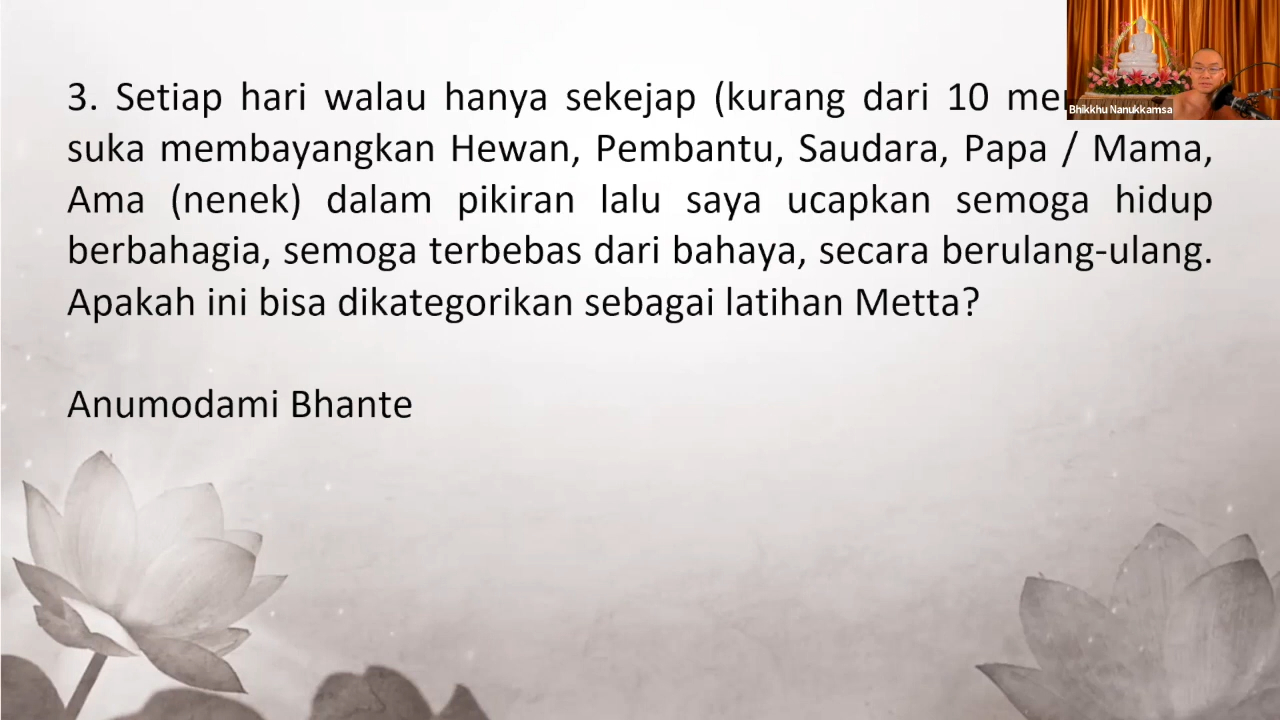 3. Setiap hari walau hanya sekejap (kurang dari 10
suka membayangkan Hewan, Pembantu, Saudara, Papa / Mama,
Ama (nenek) dalam pikiran lalu saya ucapkan semoga hidup
berbahagia, semoga terbebas dari bahaya, secara berulang-ulang.
Apakah ini bisa dikategorikan sebagai latihan Metta?
Anumodami Bhante
Bhikkhu Nanukkamsa